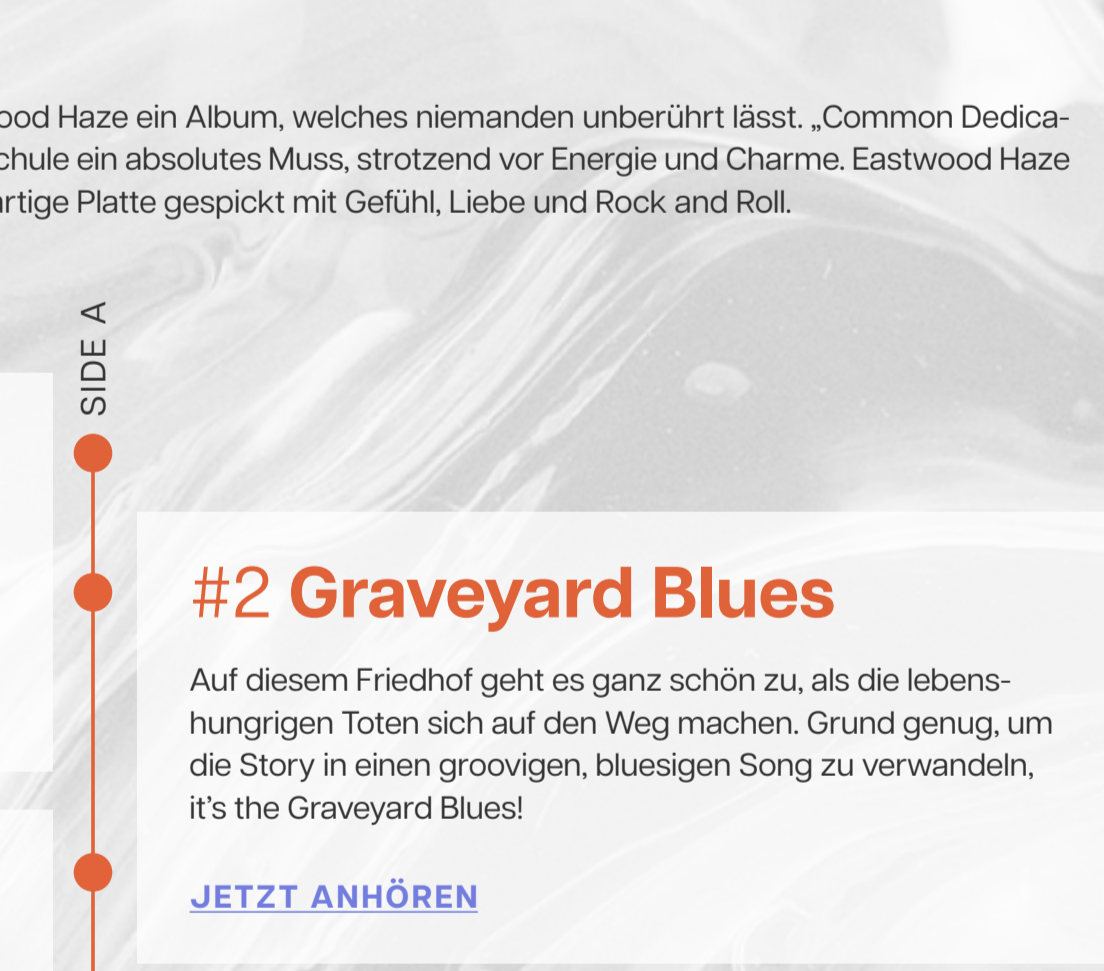 Haze ein Album, welches niemanden unberührt lässt. „Common Dedica-
ein absolutes Muss, strotzend vor Energie und Charme. Eastwood Haze
Platte gespickt mit Gefühl, Liebe und Rock and Roll.
SIDE A
#2 Graveyard Blues
Auf diesem Friedhof geht es ganz schön zu, als die lebens-
hungrigen Toten sich auf den Weg machen. Grund genug, um
die Story in einen groovigen, bluesigen Song zu verwandeln,
it’s the Graveyard Blues!
JETZT ANHÖREN